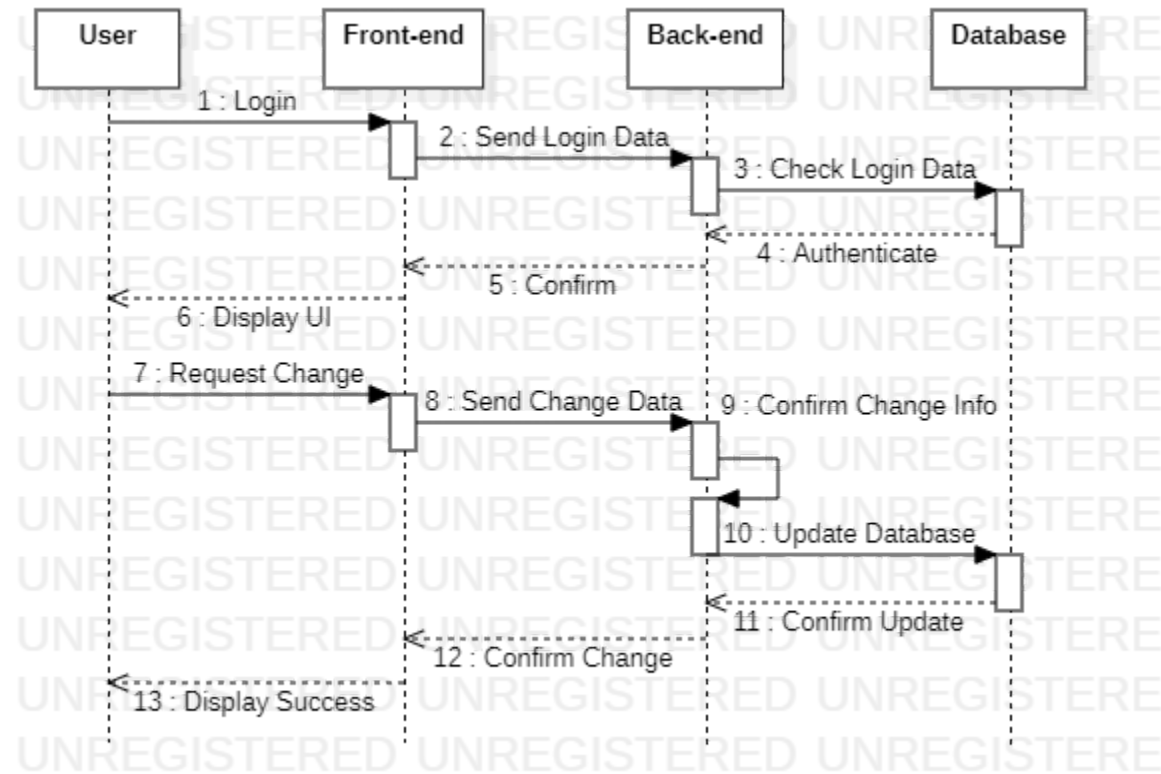 User Front-end Back-end Database
1 : Login
2 : Send Login Data
3 : Check Login Data
4 : Authenticate
5 : Confirm
6 : Display UI
7 : Request Change
8 : Send Change Data
9 : Confirm Change Info
10 : Update Database
11 : Confirm Update
12 : Confirm Change
13 : Display Success
UNREGISTERED